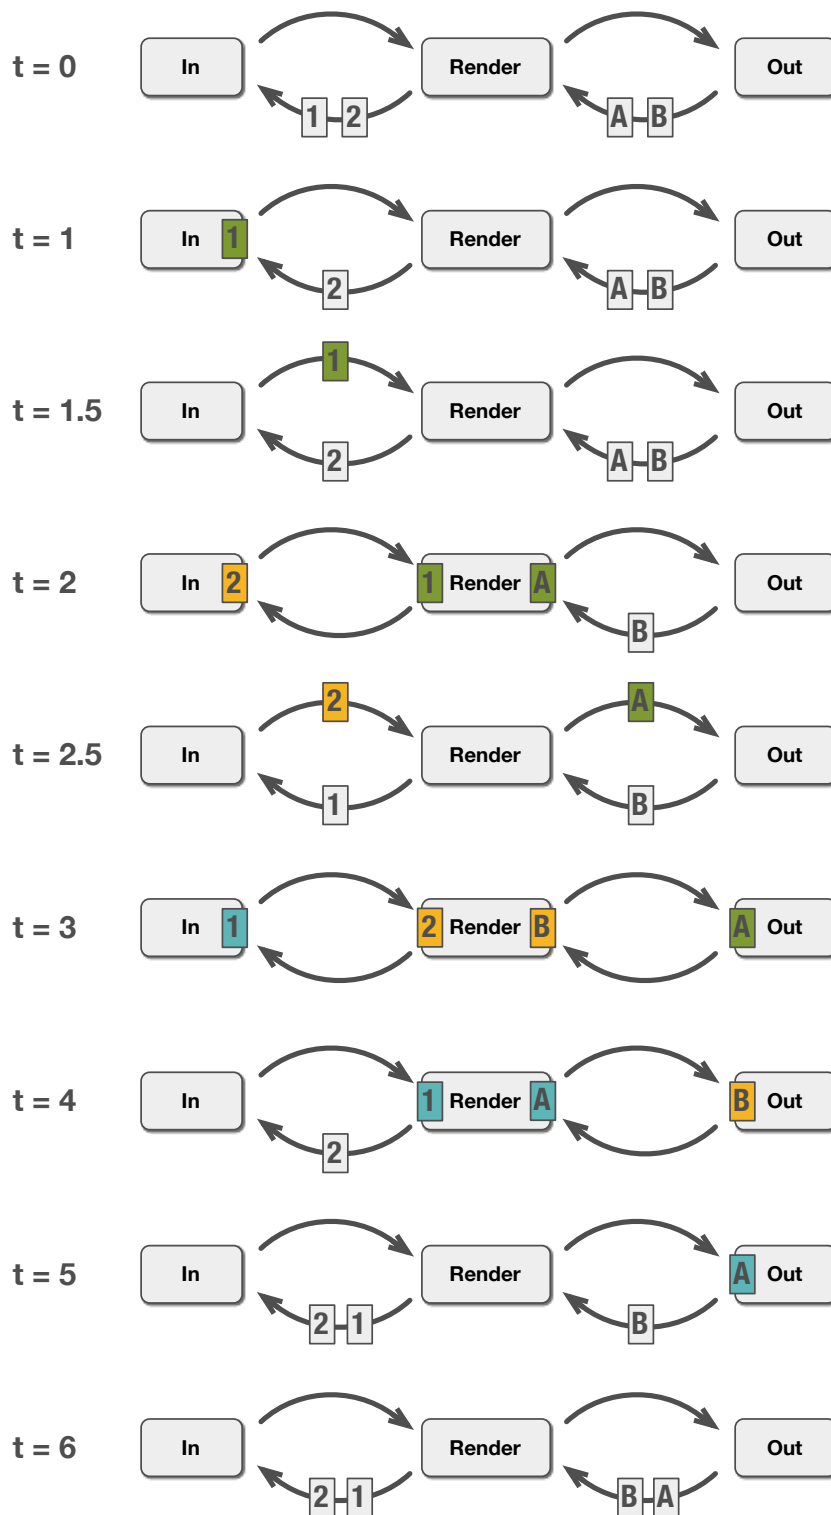 1 2 A B
t = 0 In Render Out
t = 1 In 1 Render Out
2 A B
1
t = 1.5 In Render Out
2 A B
t = 2 In 2 1 Render A Out
B
2 A
t = 2.5 In Render Out
1 B
t = 3 In 1 2 Render B A Out
t = 4 In 1 Render A B Out
2
t = 5 In Render A Out
2 1 B
t = 6 In Render Out
2 1 B A